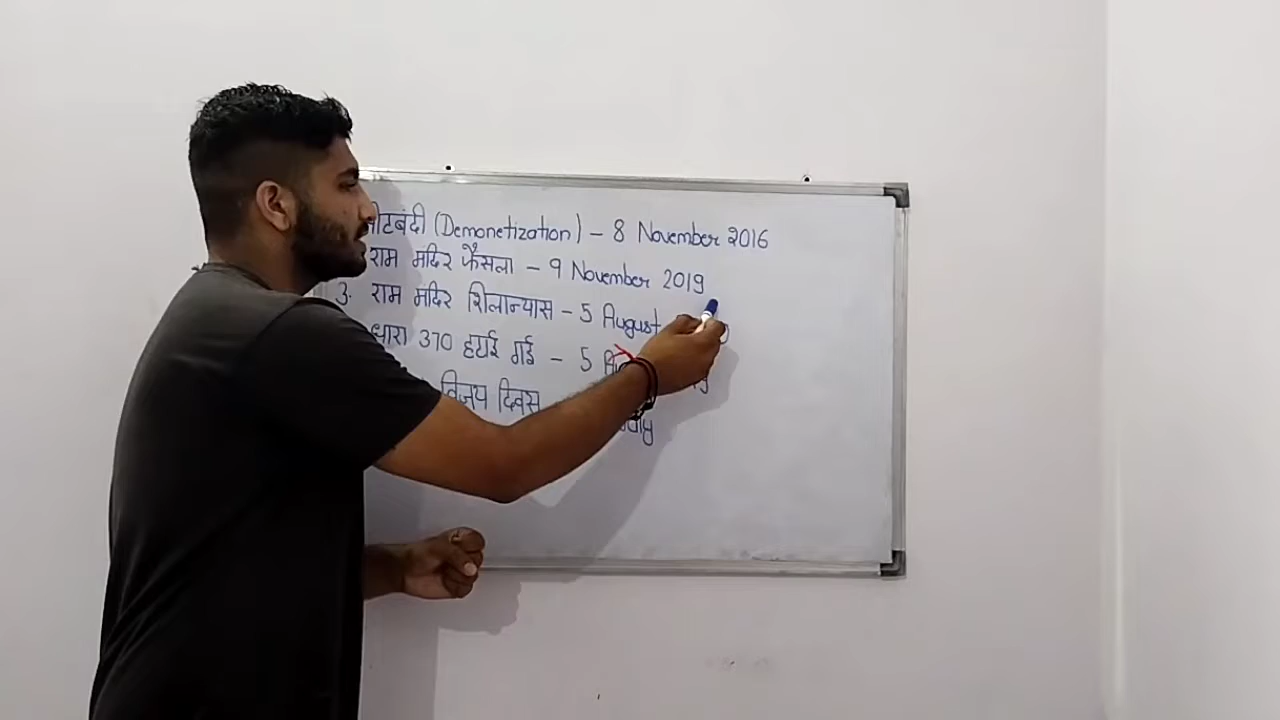 नोटबंदी (Demonetization) – 8 November 2016
राम मंदिर फैसला – 9 November 2019
3. राम मंदिर शिलान्यास – 5 August
धारा 370 हटाई गई – 5
विजय दिवस